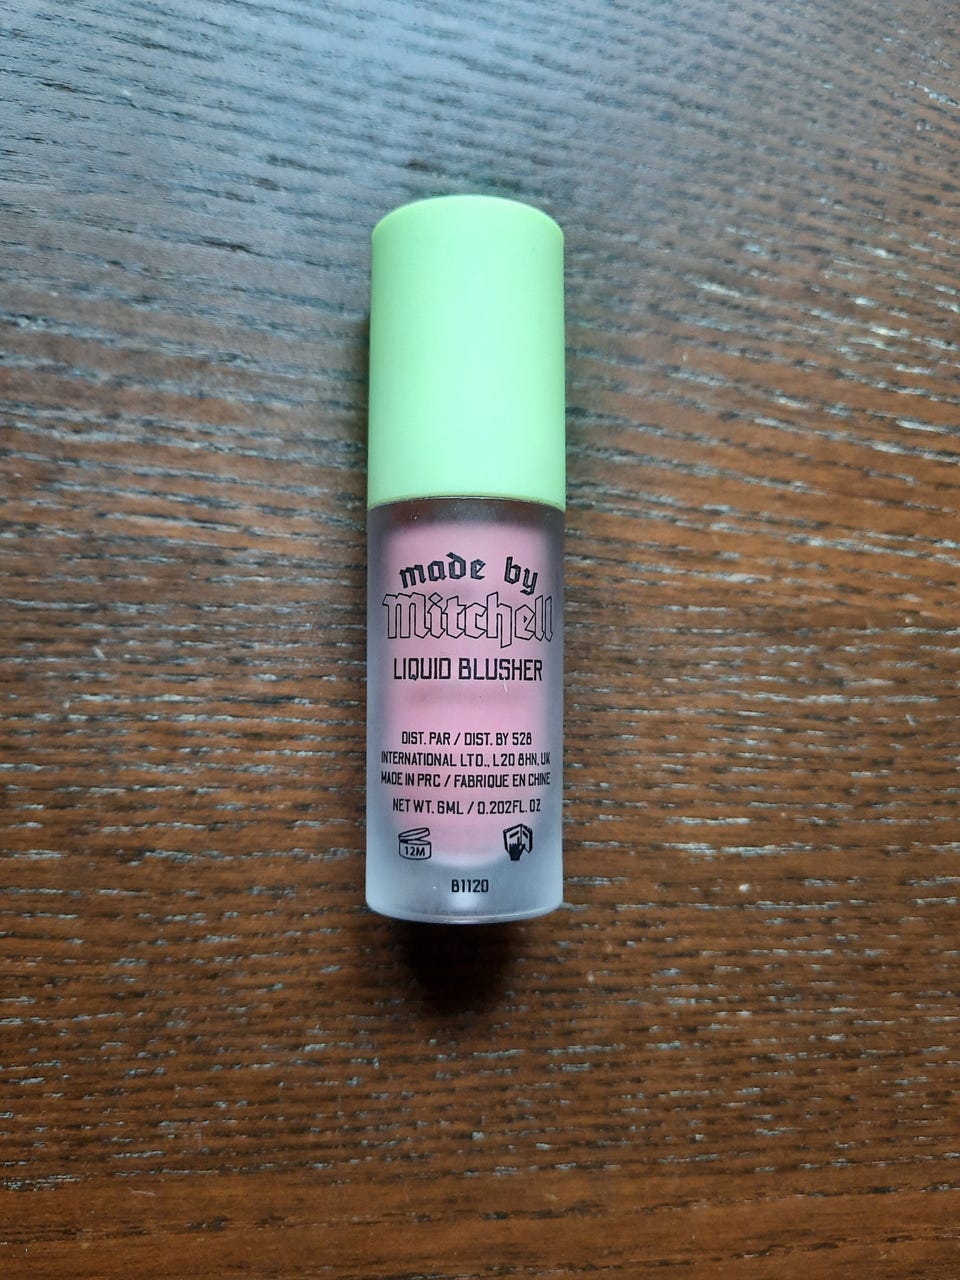 made by
Mitchell
LIQUID BLUSHER
DIST. PAR / DIST. BY 528
INTERNATIONAL LTD., L20 8HN, UK
MADE IN PRC / FABRIQUE EN CHINE
NET WT. 6ML / 0.202FL. OZ
12M
B1120